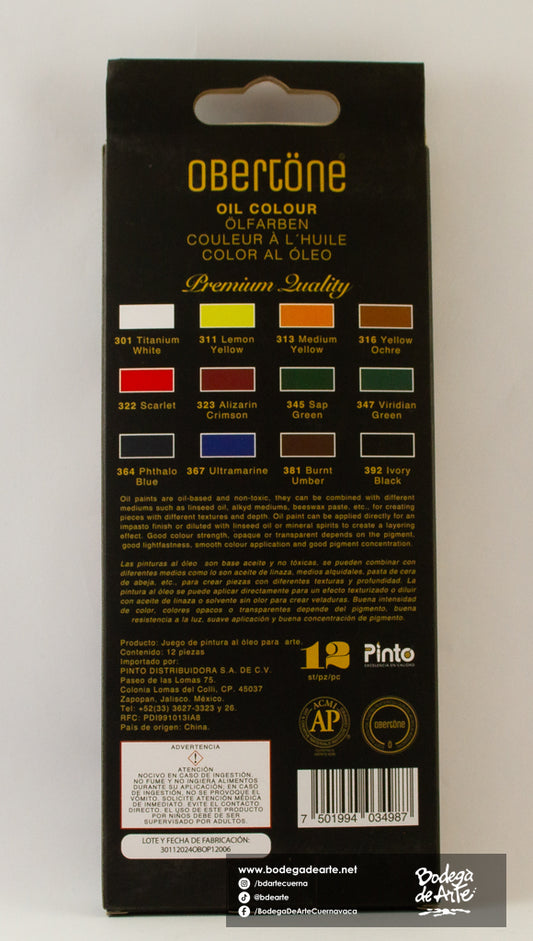 OBERTÖNE
OIL COLOUR
ÖLFARBEN
COULEUR À L´HUILE
COLOR AL ÓLEO
Premium Quality
301 Titanium White
311 Lemon Yellow
313 Medium Yellow
316 Yellow Ochre
322 Scarlet
323 Alizarin Crimson
345 Sap Green
347 Viridian Green
364 Phthalo Blue
367 Ultramarine
381 Burnt Umber
392 Ivory Black
Oil paints are oil-based and non-toxic, they can be combined with different
mediums such us linseed oil, alkyd mediums, beeswax paste, etc., for creating
pieces with different textures and depth. Oil paint can be applied directly for an
impasto finish or diluted with linseed oil or mineral spirits to create a layering
effect. Good colour strength, opaque or transparent depends on the pigment,
good lightfastness, smooth colour application and good pigment concentration.
Las pinturas al óleo son base aceite y no tóxicas, se pueden combinar con
diferentes medios como lo son aceite de linaza, medios alquidales, pasta de cera
de abeja, etc., para crear piezas con diferentes texturas y profundidad. La
pintura al óleo se puede aplicar directamente para un efecto texturizado o diluir
con aceite de linaza o solvente sin olor para crear veladuras. Buena intensidad
de color, colores opacos o transparentes depende del pigmento, buena
resistencia a la luz, suave aplicación y buena concentración de pigmento.
Producto: Juego de pintura al óleo para arte.
Contenido: 12 piezas
Importado por:
PINTO DISTRIBUIDORA S.A. DE C.V.
Paseo de las Lomas 75.
Colonia Lomas del Colli, CP. 45037
Zapopan, Jalisco. México.
Tel: +52(33) 3627-3323 y 26.
RFC: PDI991013IA8
País de origen: China.
12
st/pz/pc
Pinto
EXCELENCIA EN CALIDAD
ACMI
AP
OBERTÖNE
ADVERTENCIA
ATENCIÓN
NOCIVO EN CASO DE INGESTIÓN.
NO FUME Y NO INGIERA ALIMENTOS
DURANTE SU APLICACIÓN; EN CASO
DE INGESTIÓN, NO SE PROVOQUE EL
VÓMITO. SOLICITE ATENCIÓN MÉDICA
DE INMEDIATO. EVITE EL CONTACTO
DIRECTO. EL USO DE ESTE PRODUCTO
POR NIÑOS DEBE DE SER
SUPERVISADO POR ADULTOS.
LOTE Y FECHA DE FABRICACIÓN:
30112024OBOP12006
7 501994 034987
www.bodegadearte.net
/bdartecuerna
@bdearte
/BodegaDeArteCuernavaca
Bodega
de Arte